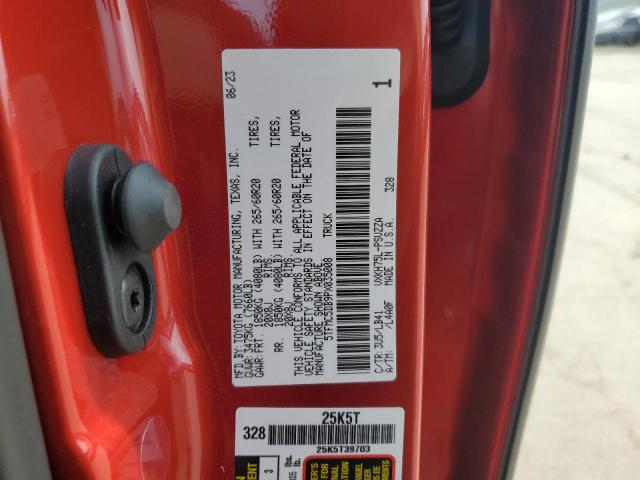 MFD.BY:TOYOTA MOTOR MANUFACTURING, TEXAS, INC. 06/23
GVWR: 3475KG (7660LB)
GAWR:FRT. 1850KG (4080LB) WITH 265/60R20 TIRES,
20X8J RIMS,
RR. 1850KG (4080LB) WITH 265/60R20 TIRES,
20X8J RIMS,
THIS VEHICLE CONFORMS TO ALL APPLICABLE FEDERAL MOTOR
VEHICLE SAFETY STANDARDS IN EFFECT ON THE DATE OF
MANUFACTURE SHOWN ABOVE.
5TFMC5DB9PX035008 TRUCK
1
C/TR: 3U5/LB41 VXKH75L-PSVZZA
A/TM: /L4A0F MADE IN U.S.A. 328
25K5T
328
25K5T39703